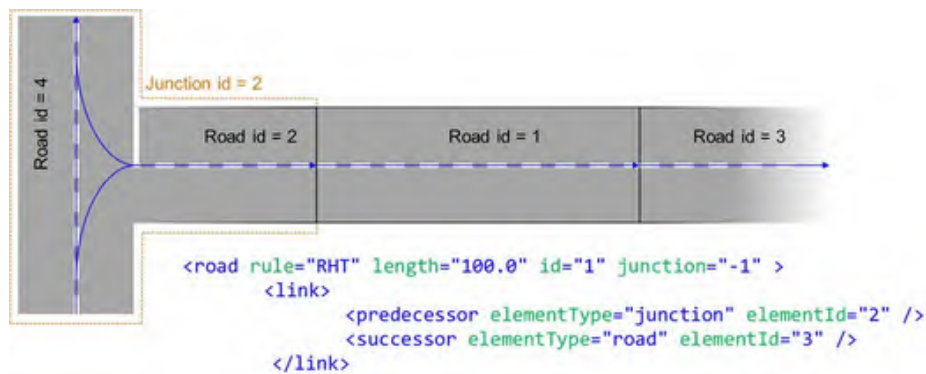 Road id = 4
Junction id = 2
Road id = 2
Road id = 1
Road id = 3
<road rule="RHT" length="100.0" id="1" junction="-1" >
<link>
<predecessor elementType="junction" elementId="2" />
<successor elementType="road" elementId="3" />
</link>